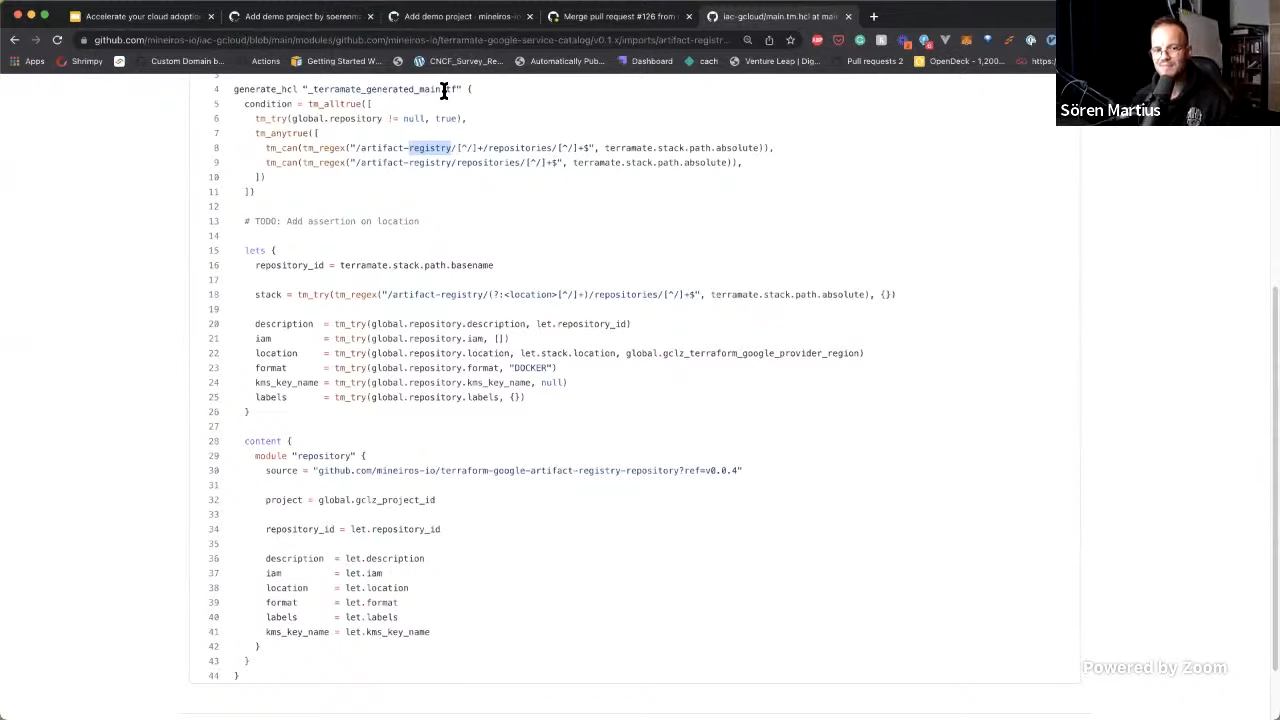 Accelerate your cloud adoption
Add demo project by soerenma
Add demo project · mineiros-io
Merge pull request #126 from
iac-gcloud/main.tm.hcl at main
github.com/mineiros-io/iac-gcloud/blob/main/modules/github.com/mineiros-io/terramate-google-service-catalog/v0.1.x/imports/artifact-registr...
Apps
Shrimpy
Custom Domain b...
Actions
Getting Started W...
CNCF_Survey_Re...
Automatically Pub...
Dashboard
cach
Venture Leap | Dig...
Pull requests 2
OpenDeck - 1,200...
https:/
Sören Martius
3
4 generate_hcl "_terramate_generated_main.tf" {
5 condition = tm_alltrue([
6 tm_try(global.repository != null, true),
7 tm_anytrue([
8 tm_can(tm_regex("/artifact-registry/[^/]+/repositories/[^/]+$", terramate.stack.path.absolute)),
9 tm_can(tm_regex("/artifact-registry/repositories/[^/]+$", terramate.stack.path.absolute)),
10 ])
11 ])
12
13 # TODO: Add assertion on location
14
15 lets {
16 repository_id = terramate.stack.path.basename
17
18 stack = tm_try(tm_regex("/artifact-registry/(?:<location>[^/]+)/repositories/[^/]+$", terramate.stack.path.absolute), {})
19
20 description = tm_try(global.repository.description, let.repository_id)
21 iam = tm_try(global.repository.iam, [])
22 location = tm_try(global.repository.location, let.stack.location, global.gclz_terraform_google_provider_region)
23 format = tm_try(global.repository.format, "DOCKER")
24 kms_key_name = tm_try(global.repository.kms_key_name, null)
25 labels = tm_try(global.repository.labels, {})
26 }
27
28 content {
29 module "repository" {
30 source = "github.com/mineiros-io/terraform-google-artifact-registry-repository?ref=v0.0.4"
31
32 project = global.gclz_project_id
33
34 repository_id = let.repository_id
35
36 description = let.description
37 iam = let.iam
38 location = let.location
39 format = let.format
40 labels = let.labels
41 kms_key_name = let.kms_key_name
42 }
43 }
44 }
Powered by Zoom